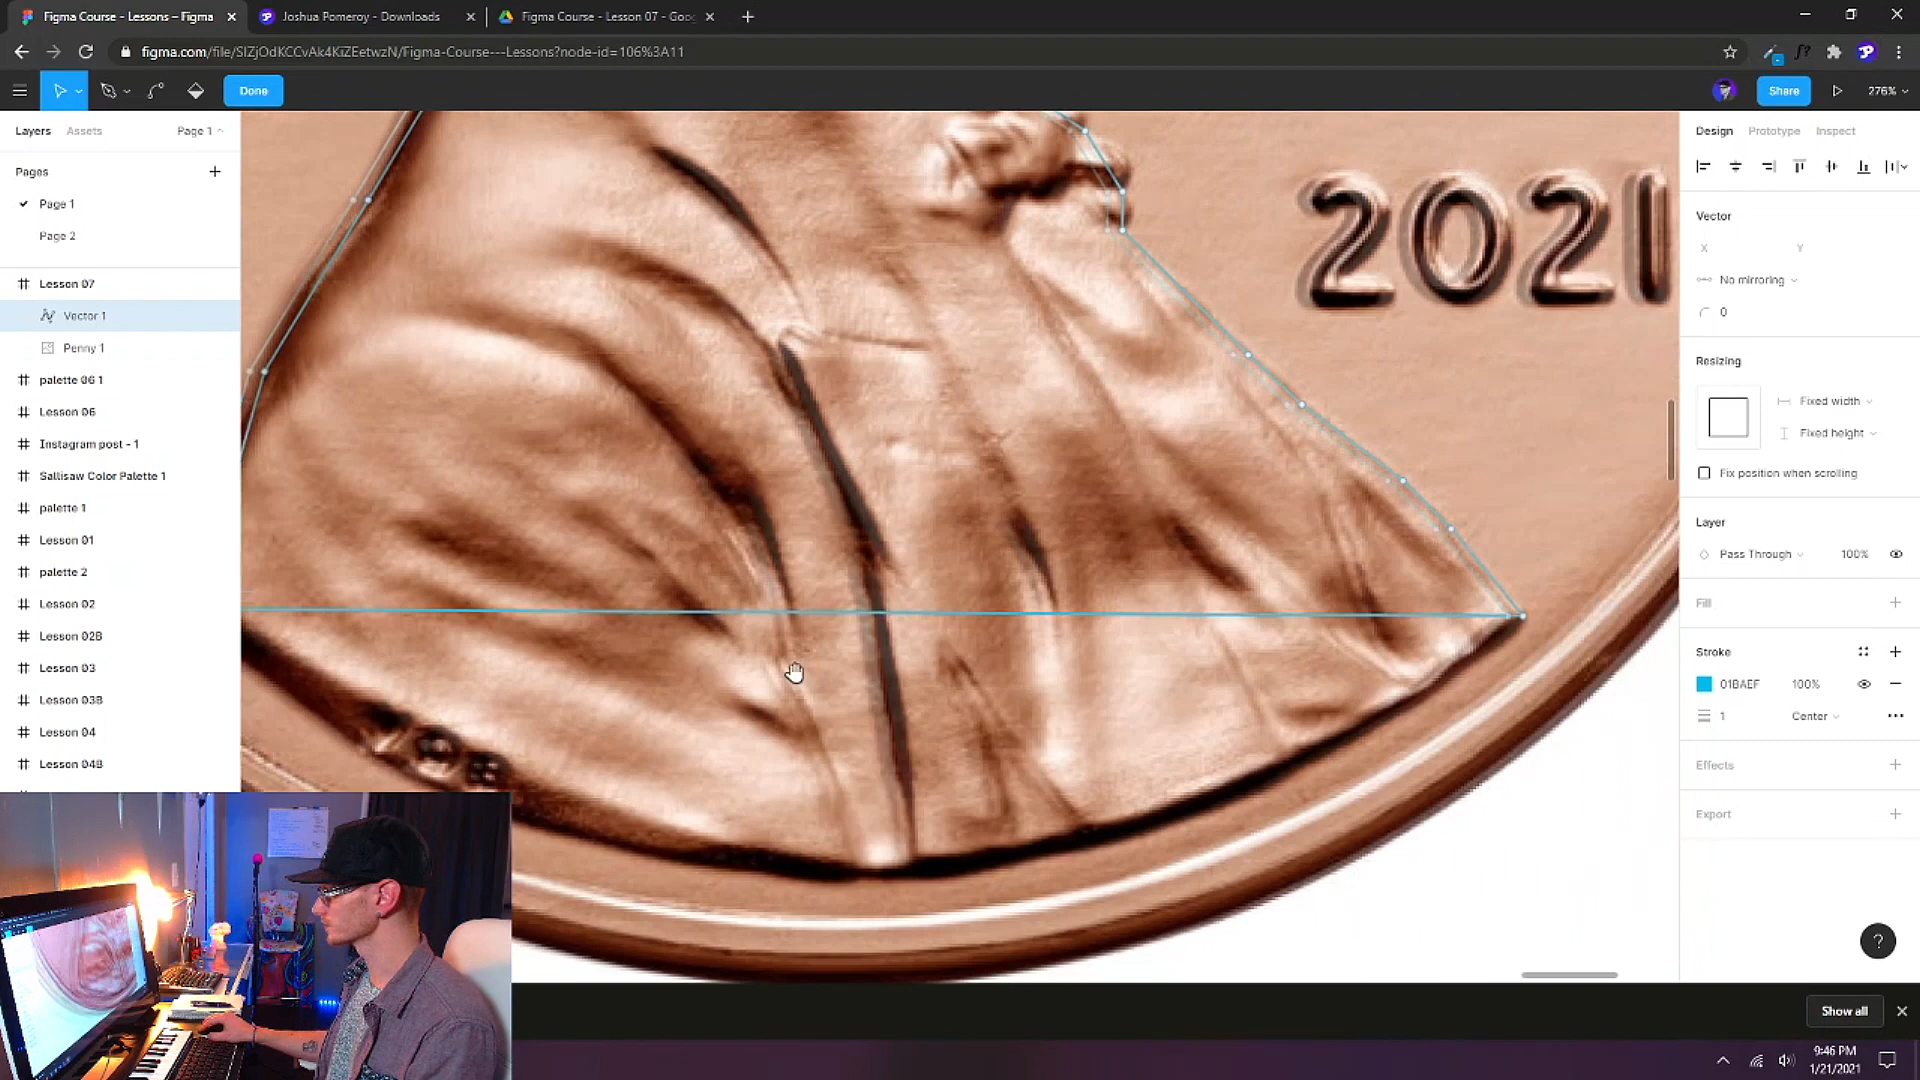 Figma Course - Lessons – Figma
Joshua Pomeroy - Downloads
Figma Course - Lesson 07 - Goo
figma.com/file/SIZjOdKCCvAk4KiZEetwzN/Figma-Course---Lessons?node-id=106%3A11
Done
Share
276%
Layers
Assets
Page 1
Design
Prototype
Inspect
Pages
Page 1
Page 2
Lesson 07
Vector 1
Penny 1
palette 06 1
Lesson 06
Instagram post - 1
Sallisaw Color Palette 1
palette 1
Lesson 01
palette 2
Lesson 02
Lesson 02B
Lesson 03
Lesson 03B
Lesson 04
Lesson 04B
2021
Vector
X
Y
No mirroring
0
Resizing
Fixed width
Fixed height
Fix position when scrolling
Layer
Pass Through
100%
Fill
Stroke
01BAEF
100%
1
Center
Effects
Export
?
Show all
9:46 PM
1/21/2021